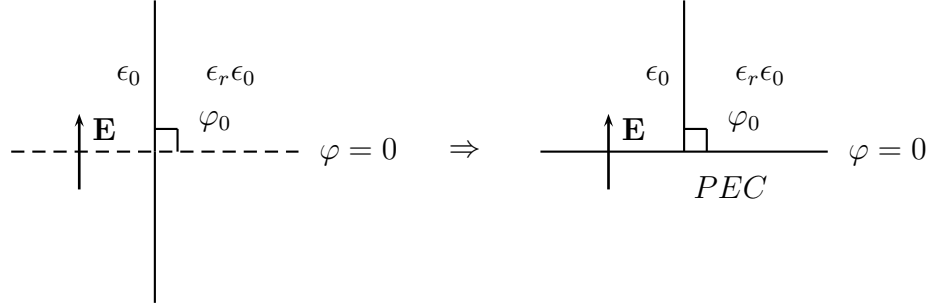 ϵ₀ ϵᵣϵ₀ ϵ₀ ϵᵣϵ₀
φ₀ φ₀
E E
φ = 0 ⇒ φ = 0
PEC